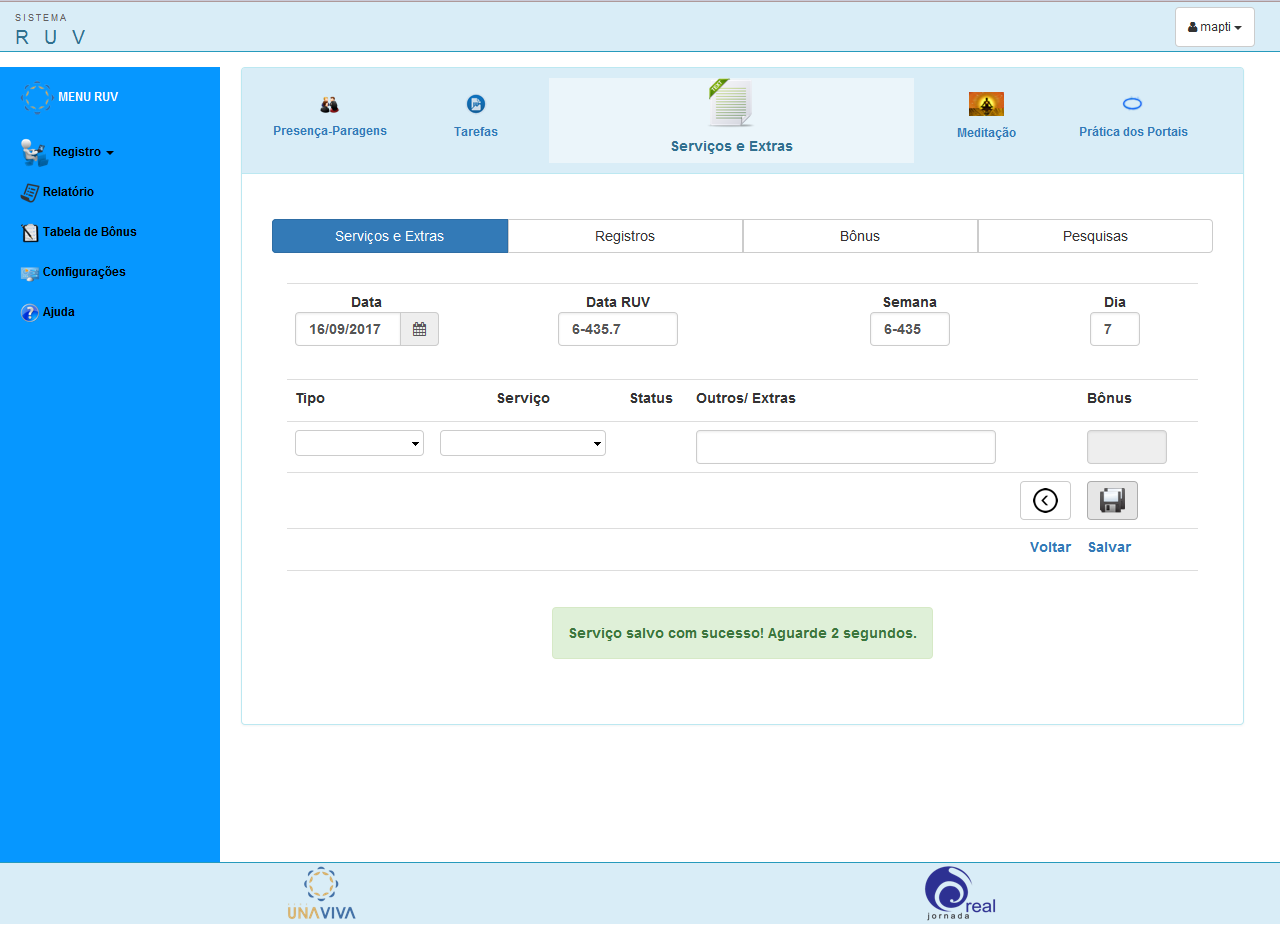 SISTEMA
R U V
mapti
MENU RUV
Registro
Relatório
Tabela de Bônus
Configurações
Ajuda
Presença-Paragens
Tarefas
Serviços e Extras
Meditação
Prática dos Portais
Serviços e Extras
Registros
Bônus
Pesquisas
Data
Data RUV
Semana
Dia
16/09/2017
6-435.7
6-435
7
Tipo
Serviço
Status
Outros/ Extras
Bônus
Voltar
Salvar
Serviço salvo com sucesso! Aguarde 2 segundos.
UNAVIVA
real
jornada